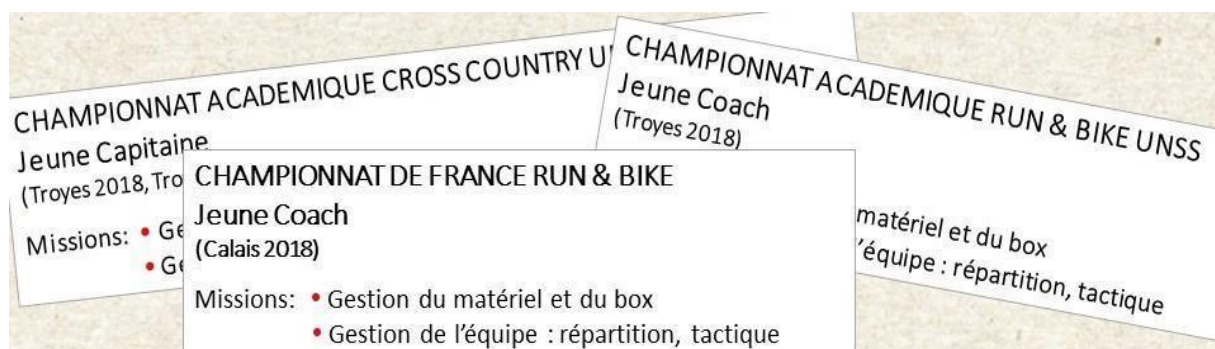 CHAMPIONNAT ACADEMIQUE CROSS COUNTRY
Jeune Capitaine
(Troyes 2018,
Missions: •
•
CHAMPIONNAT ACADEMIQUE RUN & BIKE UNSS
Jeune Coach
(Troyes 2018)
matériel et du box
l'équipe : répartition, tactique
CHAMPIONNAT DE FRANCE RUN & BIKE
Jeune Coach
(Calais 2018)
Missions: • Gestion du matériel et du box
• Gestion de l'équipe : répartition, tactique